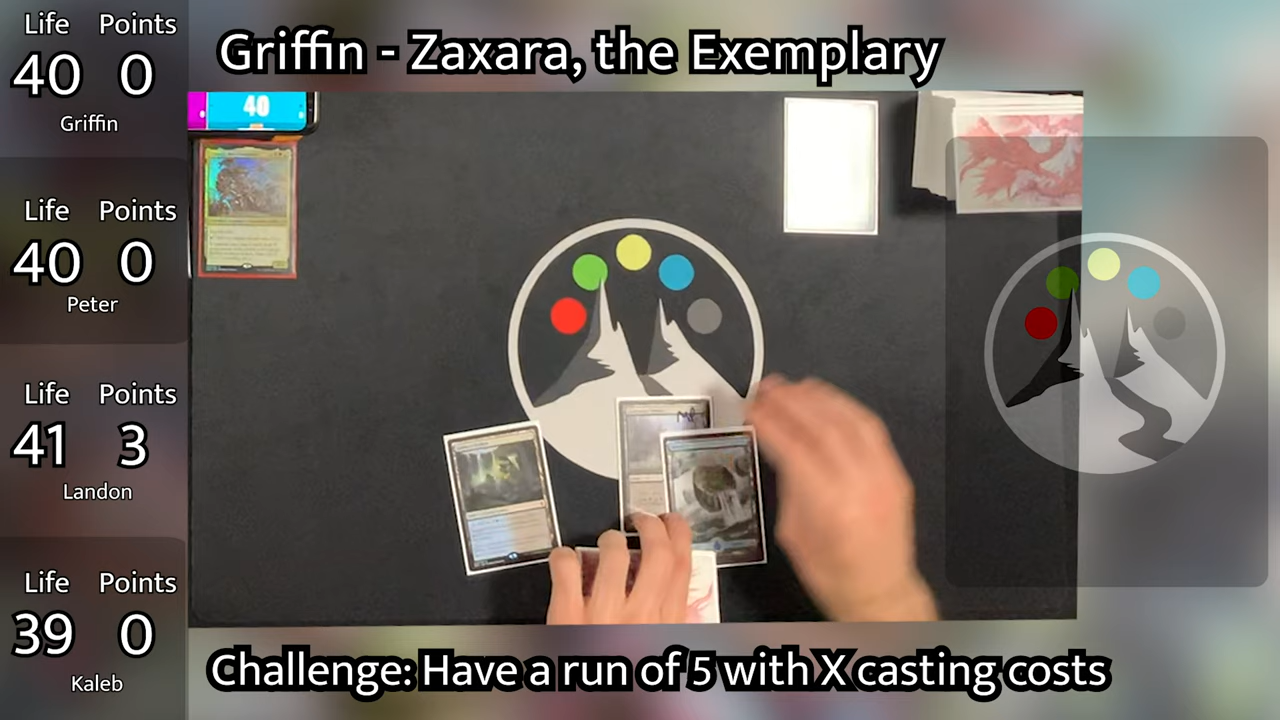 Life Points
40 0
Griffin
Life Points
40 0
Peter
Life Points
41 3
Landon
Life Points
39 0
Kaleb
Griffin - Zaxara, the Exemplary
40
Challenge: Have a run of 5 with X casting costs